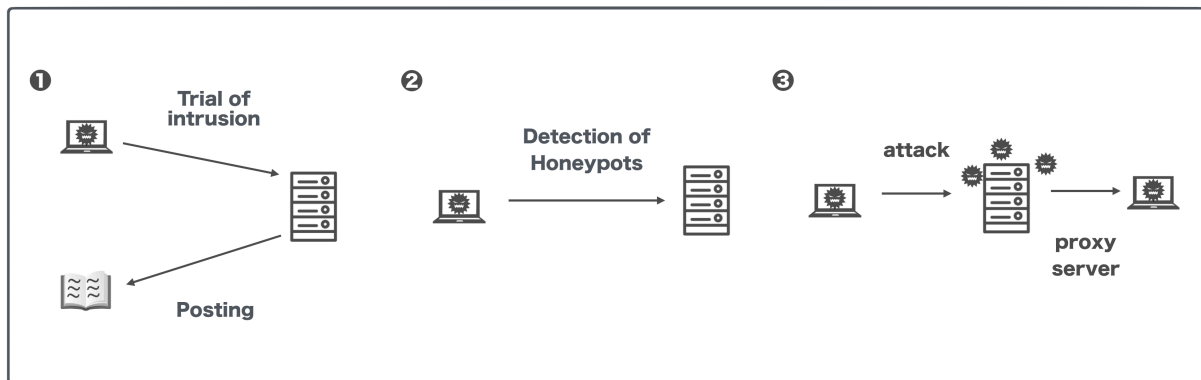 ❶
Trial of
intrusion
Posting
❷
Detection of
Honeypots
❸
attack
proxy
server